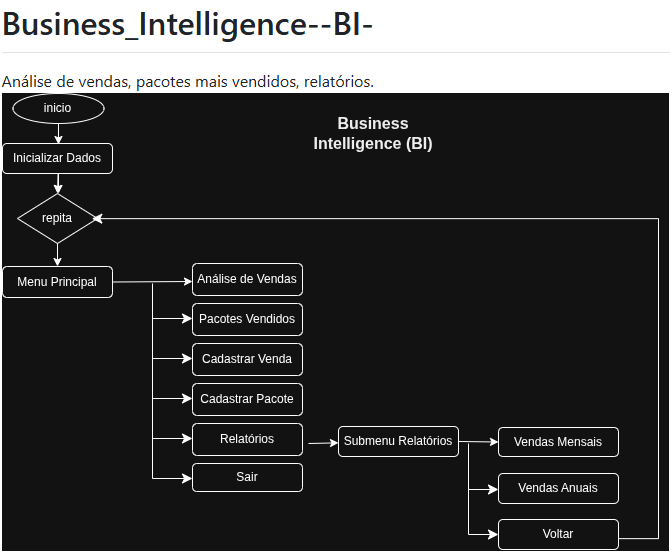 Business_Intelligence--BI-
Análise de vendas, pacotes mais vendidos, relatórios.
inicio
Business
Intelligence (BI)
Inicializar Dados
repita
Menu Principal
Análise de Vendas
Pacotes Vendidos
Cadastrar Venda
Cadastrar Pacote
Relatórios
Submenu Relatórios
Vendas Mensais
Sair
Vendas Anuais
Voltar